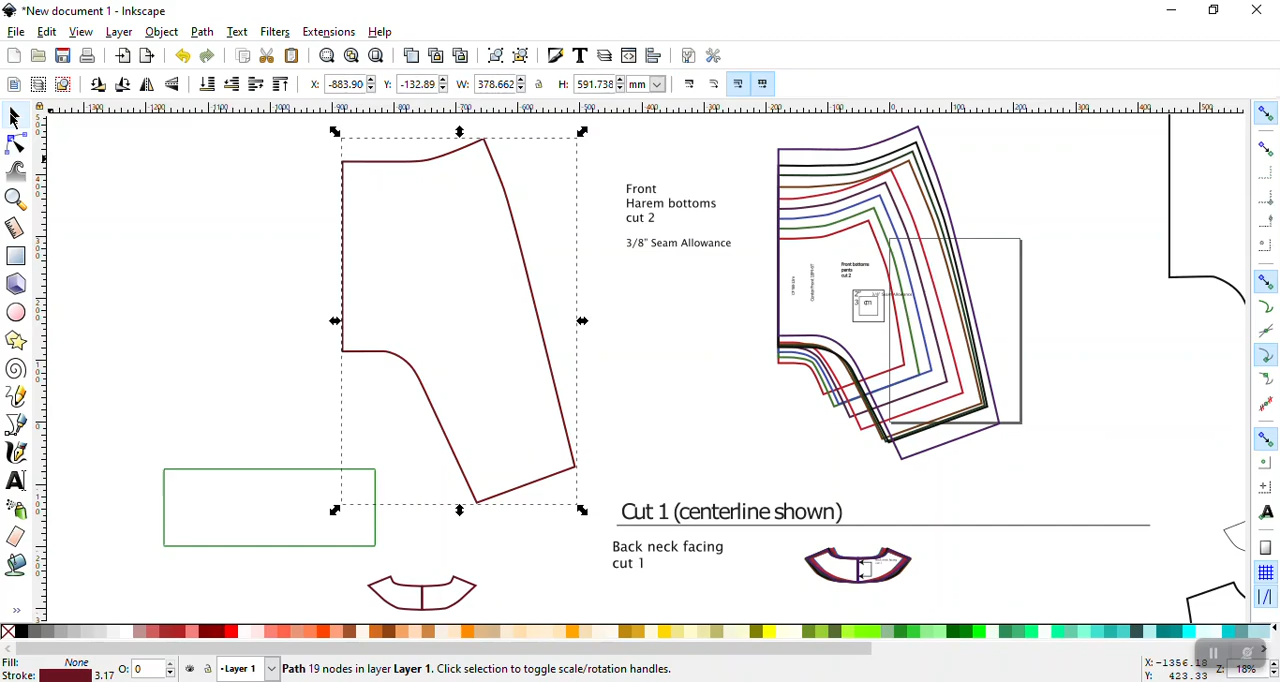 *New document 1 - Inkscape
File Edit View Layer Object Path Text Filters Extensions Help
X: -883.90 Y: -132.89 W: 378.662 H: 591.738 mm
Front
Harem bottoms
cut 2
3/8" Seam Allowance
Front bottoms
pants
cut 2
Cut 1 (centerline shown)
Back neck facing
cut 1
Fill: None
Stroke: 3.17
O: 0
Layer 1
Path 19 nodes in layer Layer 1. Click selection to toggle scale/rotation handles.
X: -1356.18
Y: 423.33
Z: 18%